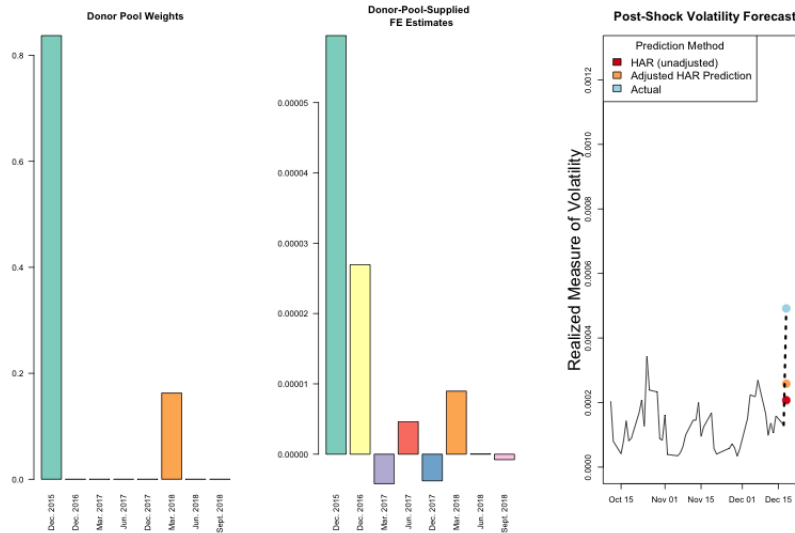 Donor Pool Weights
0.8
0.6
0.4
0.2
0.0
Dec. 2015
Dec. 2016
Mar. 2017
Jun. 2017
Dec. 2017
Mar. 2018
Jun. 2018
Sept. 2018
Donor-Pool-Supplied
FE Estimates
0.00005
0.00004
0.00003
0.00002
0.00001
0.00000
Dec. 2015
Dec. 2016
Mar. 2017
Jun. 2017
Dec. 2017
Mar. 2018
Jun. 2018
Sept. 2018
Post-Shock Volatility Forecast
Prediction Method
HAR (unadjusted)
Adjusted HAR Prediction
Actual
Realized Measure of Volatility
0.0012
0.0010
0.0008
0.0006
0.0004
0.0002
0.0000
Oct 15
Nov 01
Nov 15
Dec 01
Dec 15